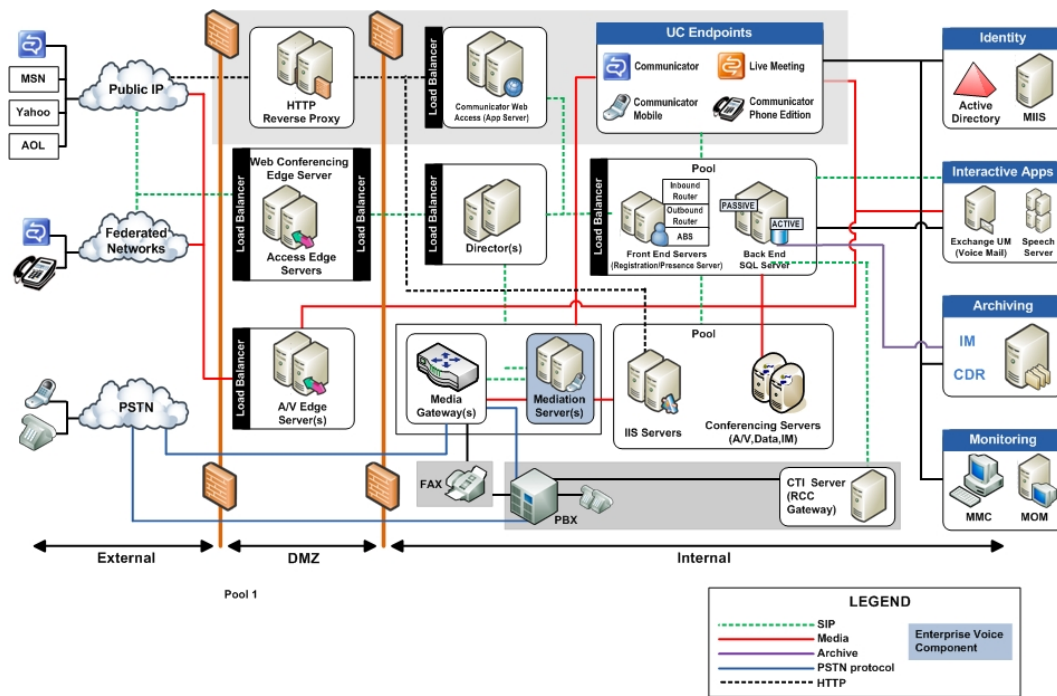 MSN
Yahoo
AOL
Public IP
HTTP
Reverse Proxy
Load Balancer
Communicator Web
Access (App Server)
UC Endpoints
Communicator
Live Meeting
Communicator
Mobile
Communicator
Phone Edition
Identity
Active
Directory
MIIS
Federated
Networks
Load Balancer
Web Conferencing
Edge Server
Access Edge
Servers
Load Balancer
Load Balancer
Director(s)
Load Balancer
Pool
Inbound
Router
Outbound
Router
ABS
PASSIVE
ACTIVE
Front End Servers
(Registration/Presence Server)
Back End
SQL Server
Interactive Apps
Exchange UM
(Voice Mail)
Speech
Server
PSTN
Load Balancer
A/V Edge
Server(s)
Media
Gateway(s)
Mediation
Server(s)
Pool
IIS Servers
Conferencing Servers
(A/V,Data,IM)
Archiving
IM
CDR
FAX
PBX
CTI Server
(RCC
Gateway)
Monitoring
MMC
MOM
External
DMZ
Internal
Pool 1
LEGEND
SIP
Media
Archive
PSTN protocol
HTTP
Enterprise Voice
Component